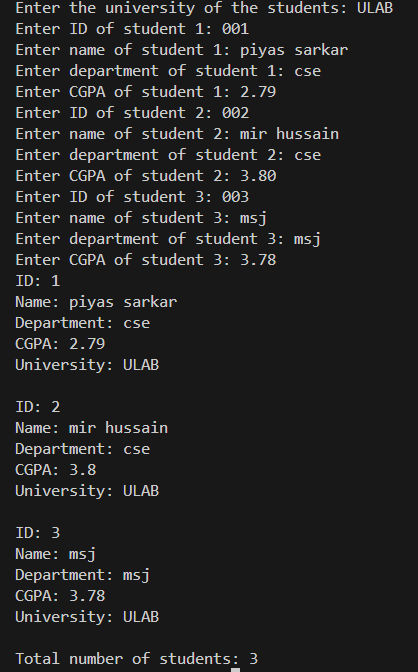 Enter the university of the students: ULAB
Enter ID of student 1: 001
Enter name of student 1: piyas sarkar
Enter department of student 1: cse
Enter CGPA of student 1: 2.79
Enter ID of student 2: 002
Enter name of student 2: mir hussain
Enter department of student 2: cse
Enter CGPA of student 2: 3.80
Enter ID of student 3: 003
Enter name of student 3: msj
Enter department of student 3: msj
Enter CGPA of student 3: 3.78
ID: 1
Name: piyas sarkar
Department: cse
CGPA: 2.79
University: ULAB

ID: 2
Name: mir hussain
Department: cse
CGPA: 3.8
University: ULAB

ID: 3
Name: msj
Department: msj
CGPA: 3.78
University: ULAB

Total number of students: 3